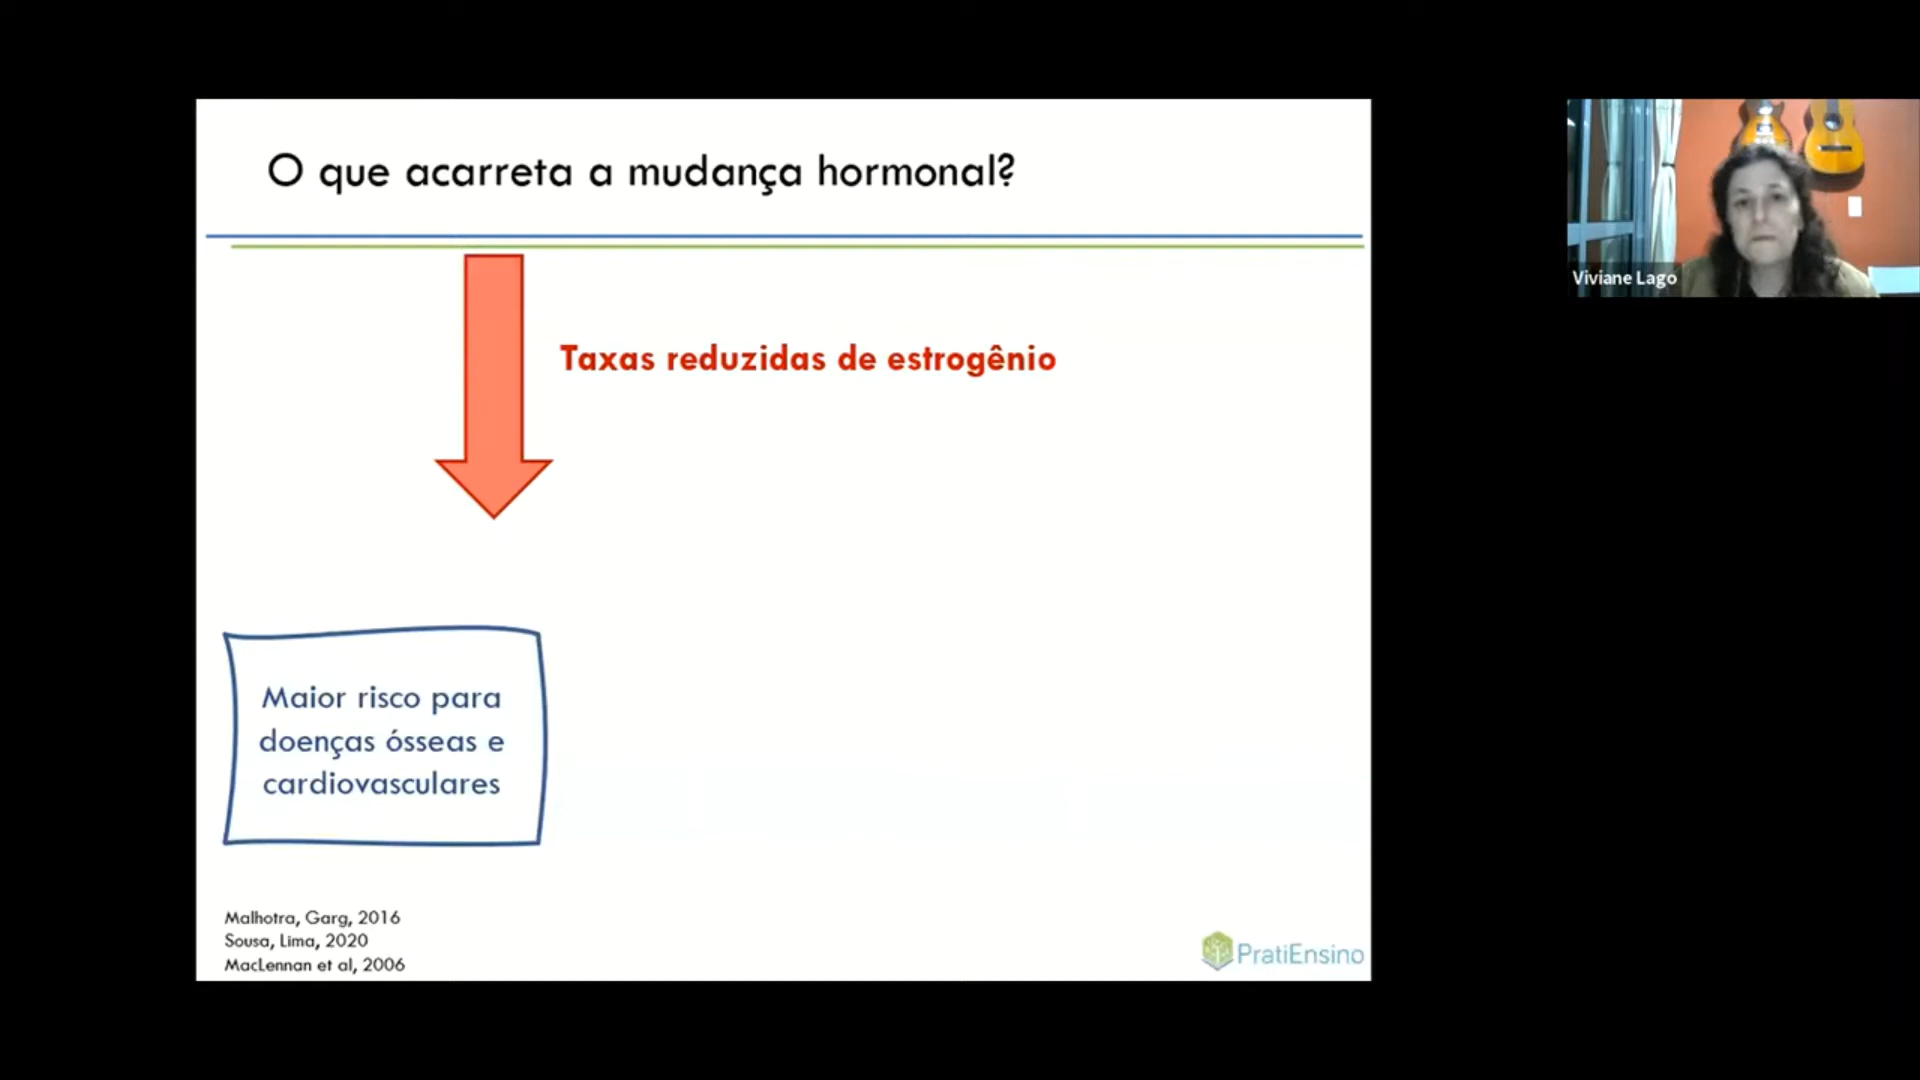 O que acarreta a mudança hormonal?
Taxas reduzidas de estrogênio
Maior risco para
doenças ósseas e
cardiovasculares
Malhotra, Garg, 2016
Sousa, Lima, 2020
MacLennan et al, 2006
PratiEnsino
Viviane Lago